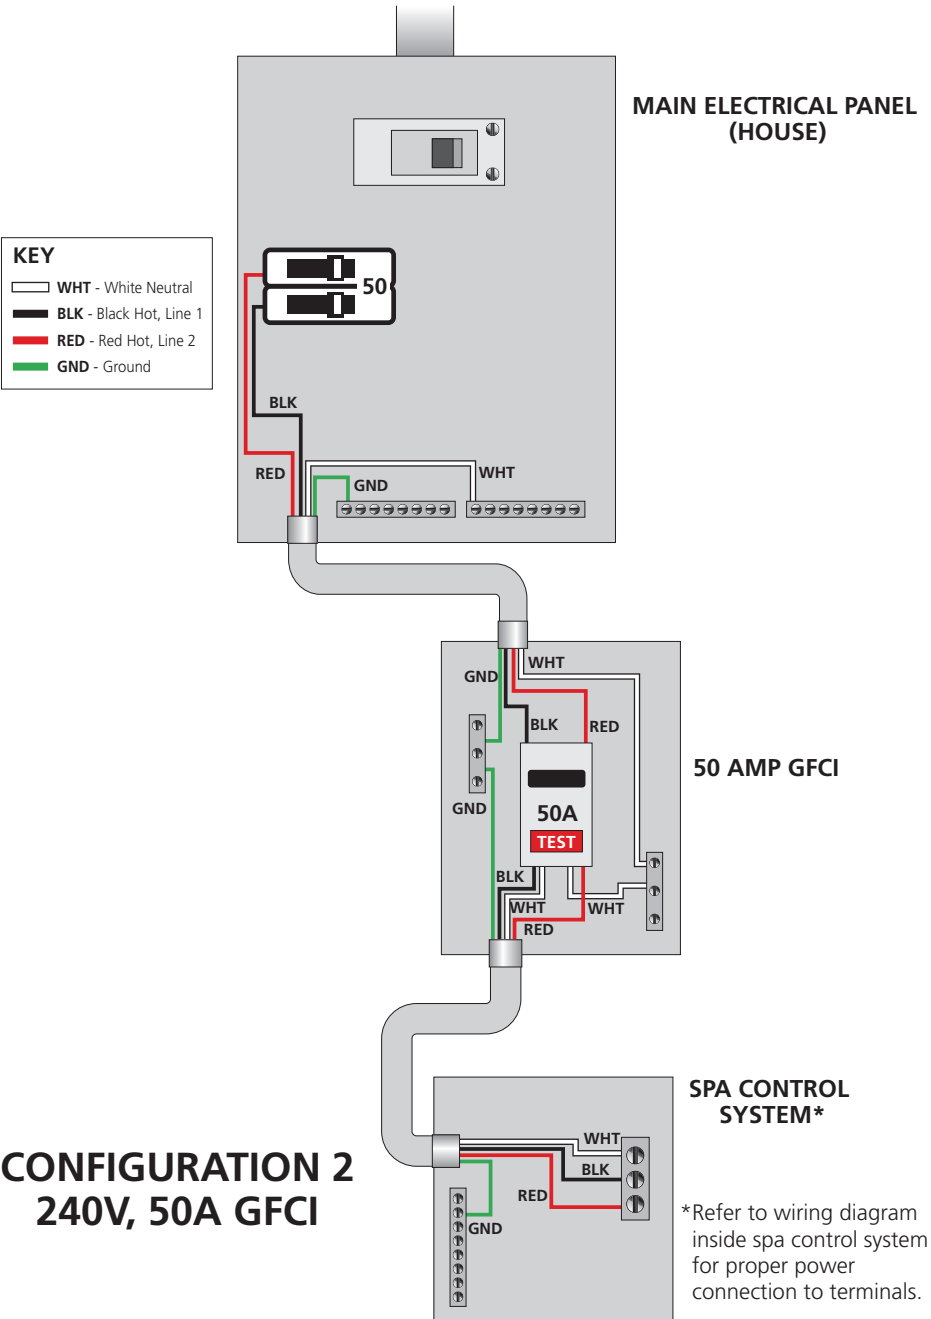 MAIN ELECTRICAL PANEL
(HOUSE)
KEY
WHT - White Neutral
BLK - Black Hot, Line 1
RED - Red Hot, Line 2
GND - Ground
50
BLK
RED
GND
WHT
WHT
GND
BLK
RED
50 AMP GFCI
50A
TEST
GND
BLK
WHT
WHT
RED
SPA CONTROL
SYSTEM*
WHT
BLK
RED
GND
CONFIGURATION 2
240V, 50A GFCI
*Refer to wiring diagram
inside spa control system
for proper power
connection to terminals.